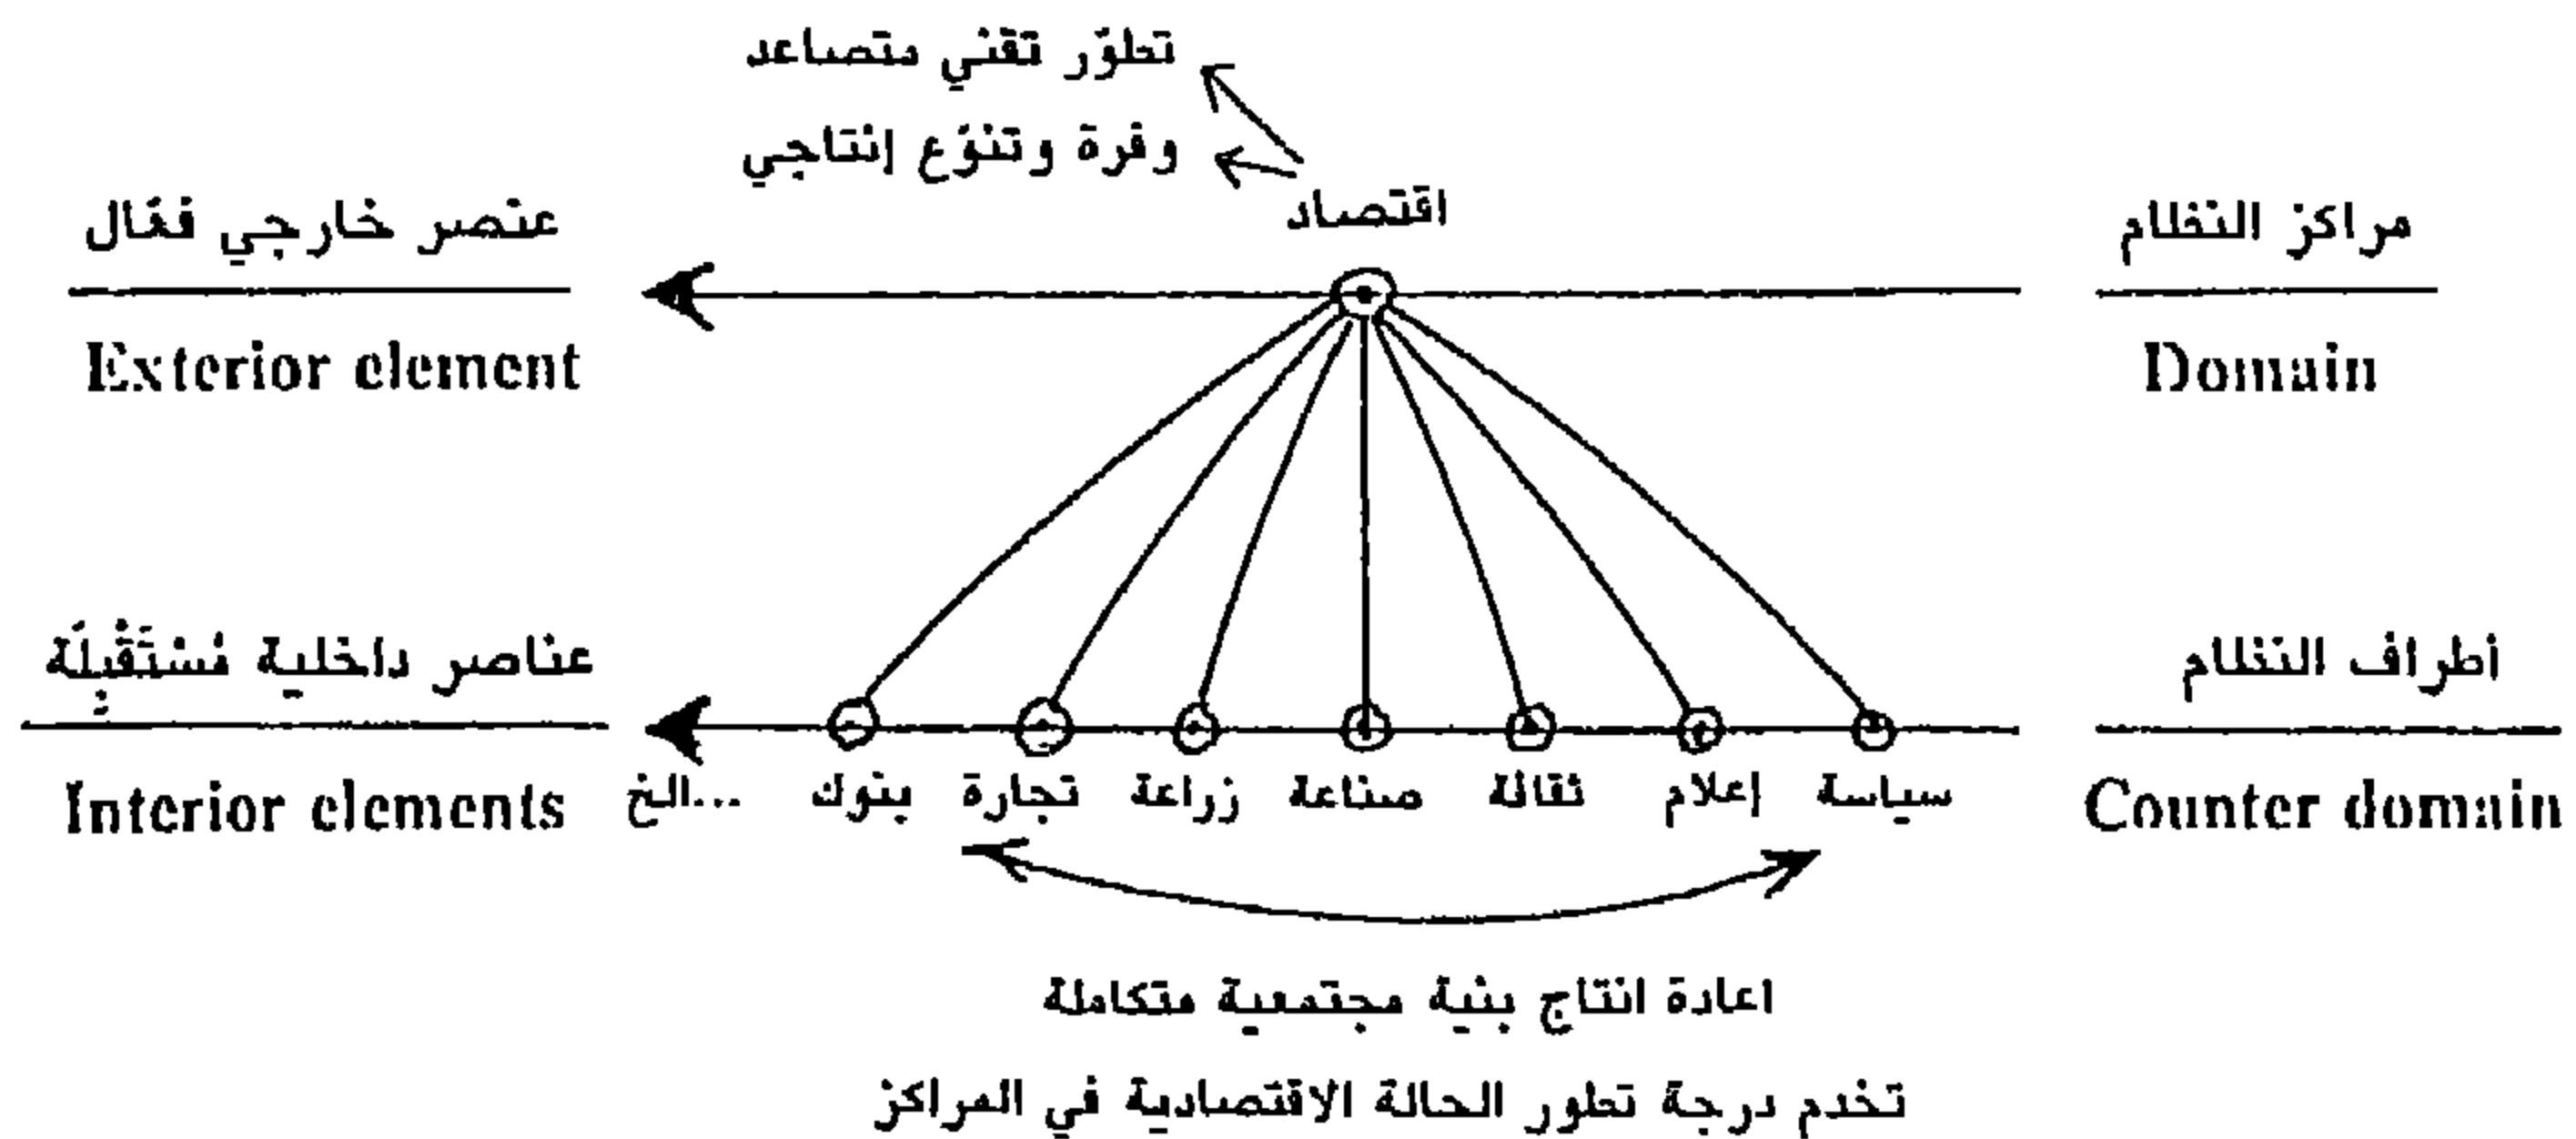 تطوّر تقني متصاعد
وفرة وتنوّع إنتاجي
اقتصاد
مراكز النظام
عنصر خارجي فعّال
Domain
Exterior element
أطراف النظام
عناصر داخلية مُسْتَقْبِلَة
Counter domain
Interior elements
سياسة إعلام ثقافة صناعة زراعة تجارة بنوك ...الخ
اعادة انتاج بنية مجتمعية متكاملة
تخدم درجة تطور الحالة الاقتصادية في المراكز